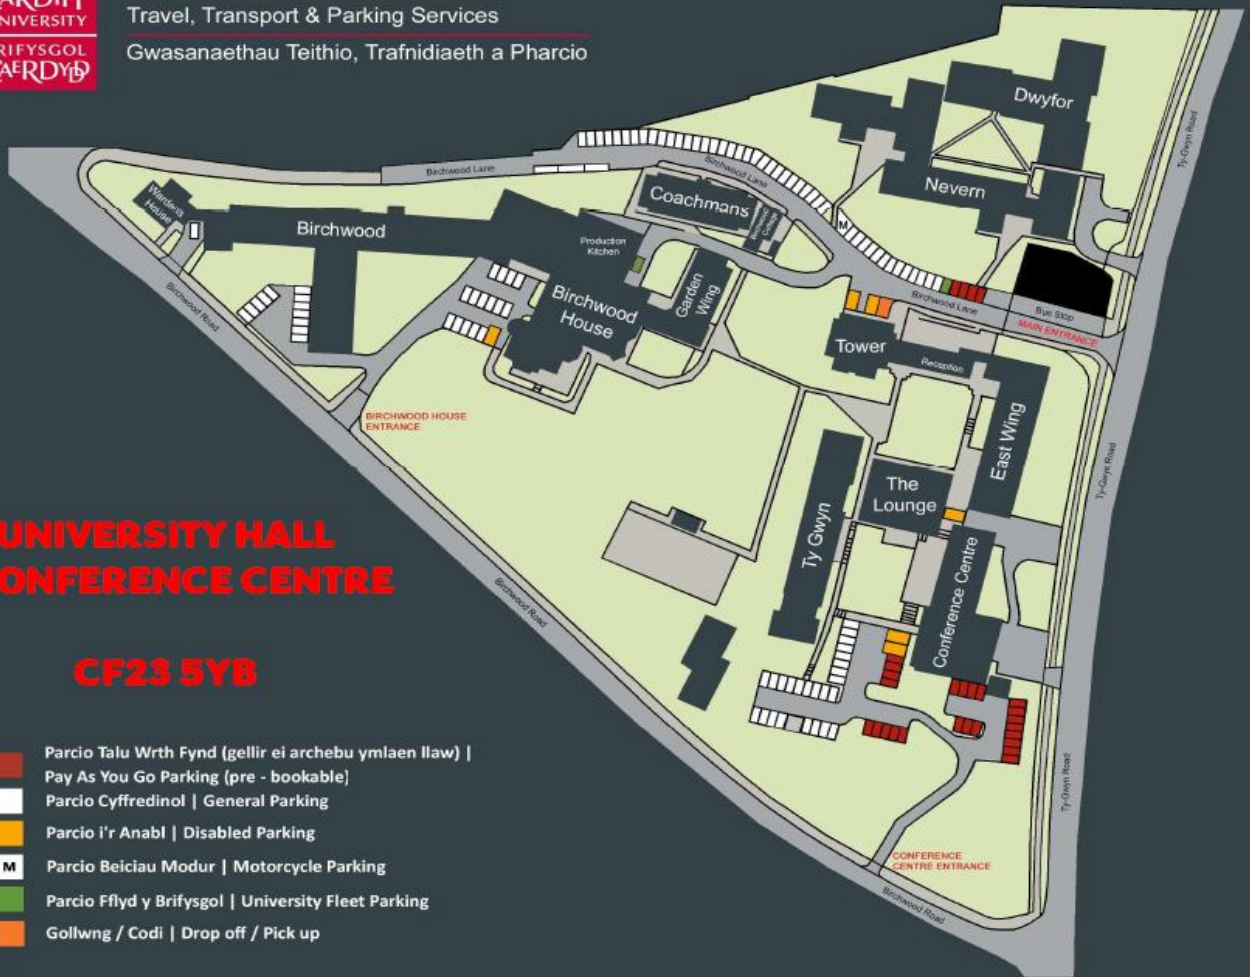 UNIVERSITY
Travel, Transport & Parking Services
Gwasanaethau Teithio, Trafnidiaeth a Pharcio
Dwyfor
Ty-Gwyn Road
Birchwood Lane
Birchwood Lane
Nevern
Warden's
House
Coachmans
Birchwood
Cottage
Birchwood
Production
Kitchen
M
Garden
Wing
Birchwood Road
Birchwood
House
Birchwood Lane
Bus Stop
MAIN ENTRANCE
Tower
Reception
BIRCHWOOD HOUSE
ENTRANCE
East Wing
Ty-Gwyn Road
The
Lounge
Ty Gwyn
UNIVERSITY HALL
ONFERENCE CENTRE
Conference Centre
Birchwood Road
CF23 5YB
Parcio Talu Wrth Fynd (gellir ei archebu ymlaen llaw) |
Pay As You Go Parking (pre - bookable)
Parcio Cyffredinol | General Parking
Parcio i'r Anabl | Disabled Parking
M Parcio Beiciau Modur | Motorcycle Parking
Parcio Fflyd y Brifysgol | University Fleet Parking
Gollwng / Codi | Drop off / Pick up
Ty-Gwyn Road
CONFERENCE
CENTRE ENTRANCE
Birchwood Road